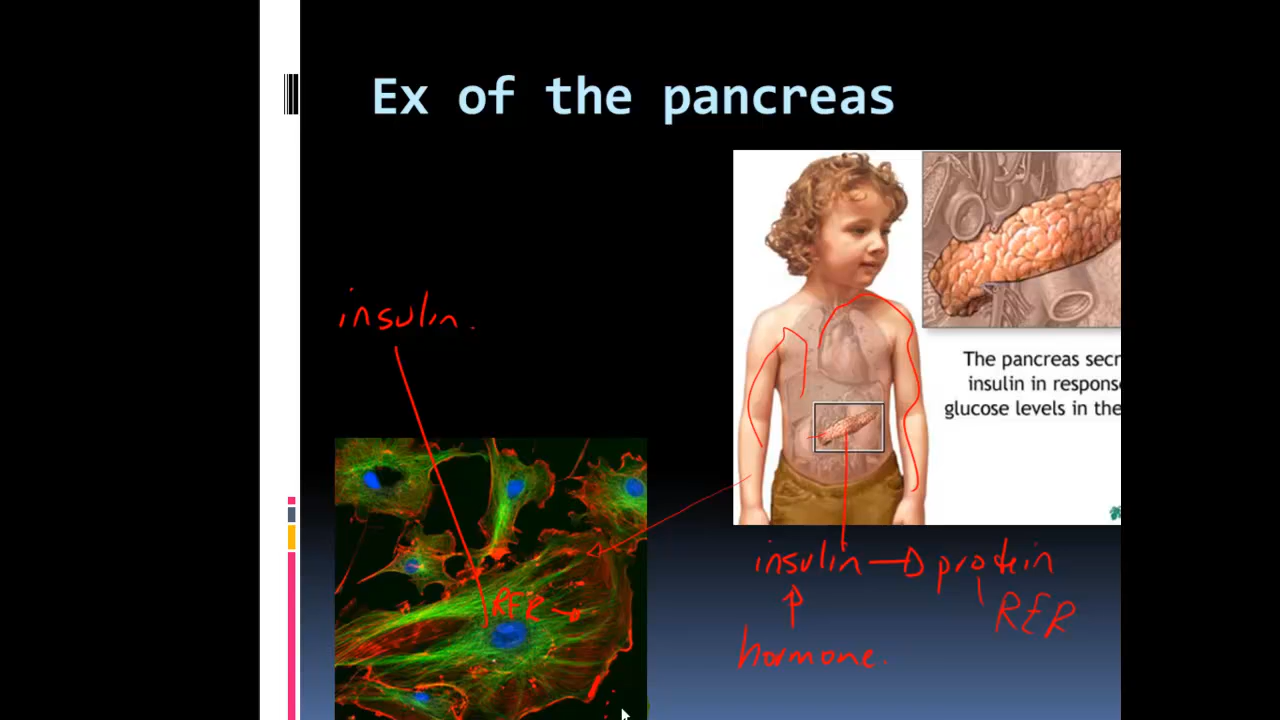 Ex of the pancreas
The pancreas secr
insulin in respons
glucose levels in the
insulin.
RER
insulin → protein
RER
hormone.